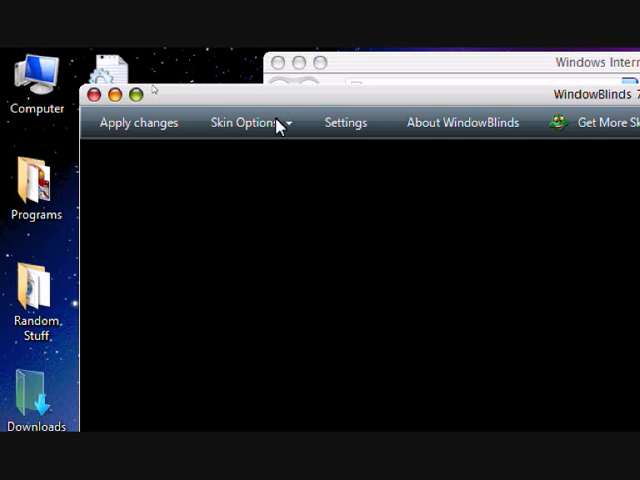 Computer
Programs
Random
Stuff
Downloads
Windows Intern
WindowBlinds 7
Apply changes
Skin Options
Settings
About WindowBlinds
Get More Sk